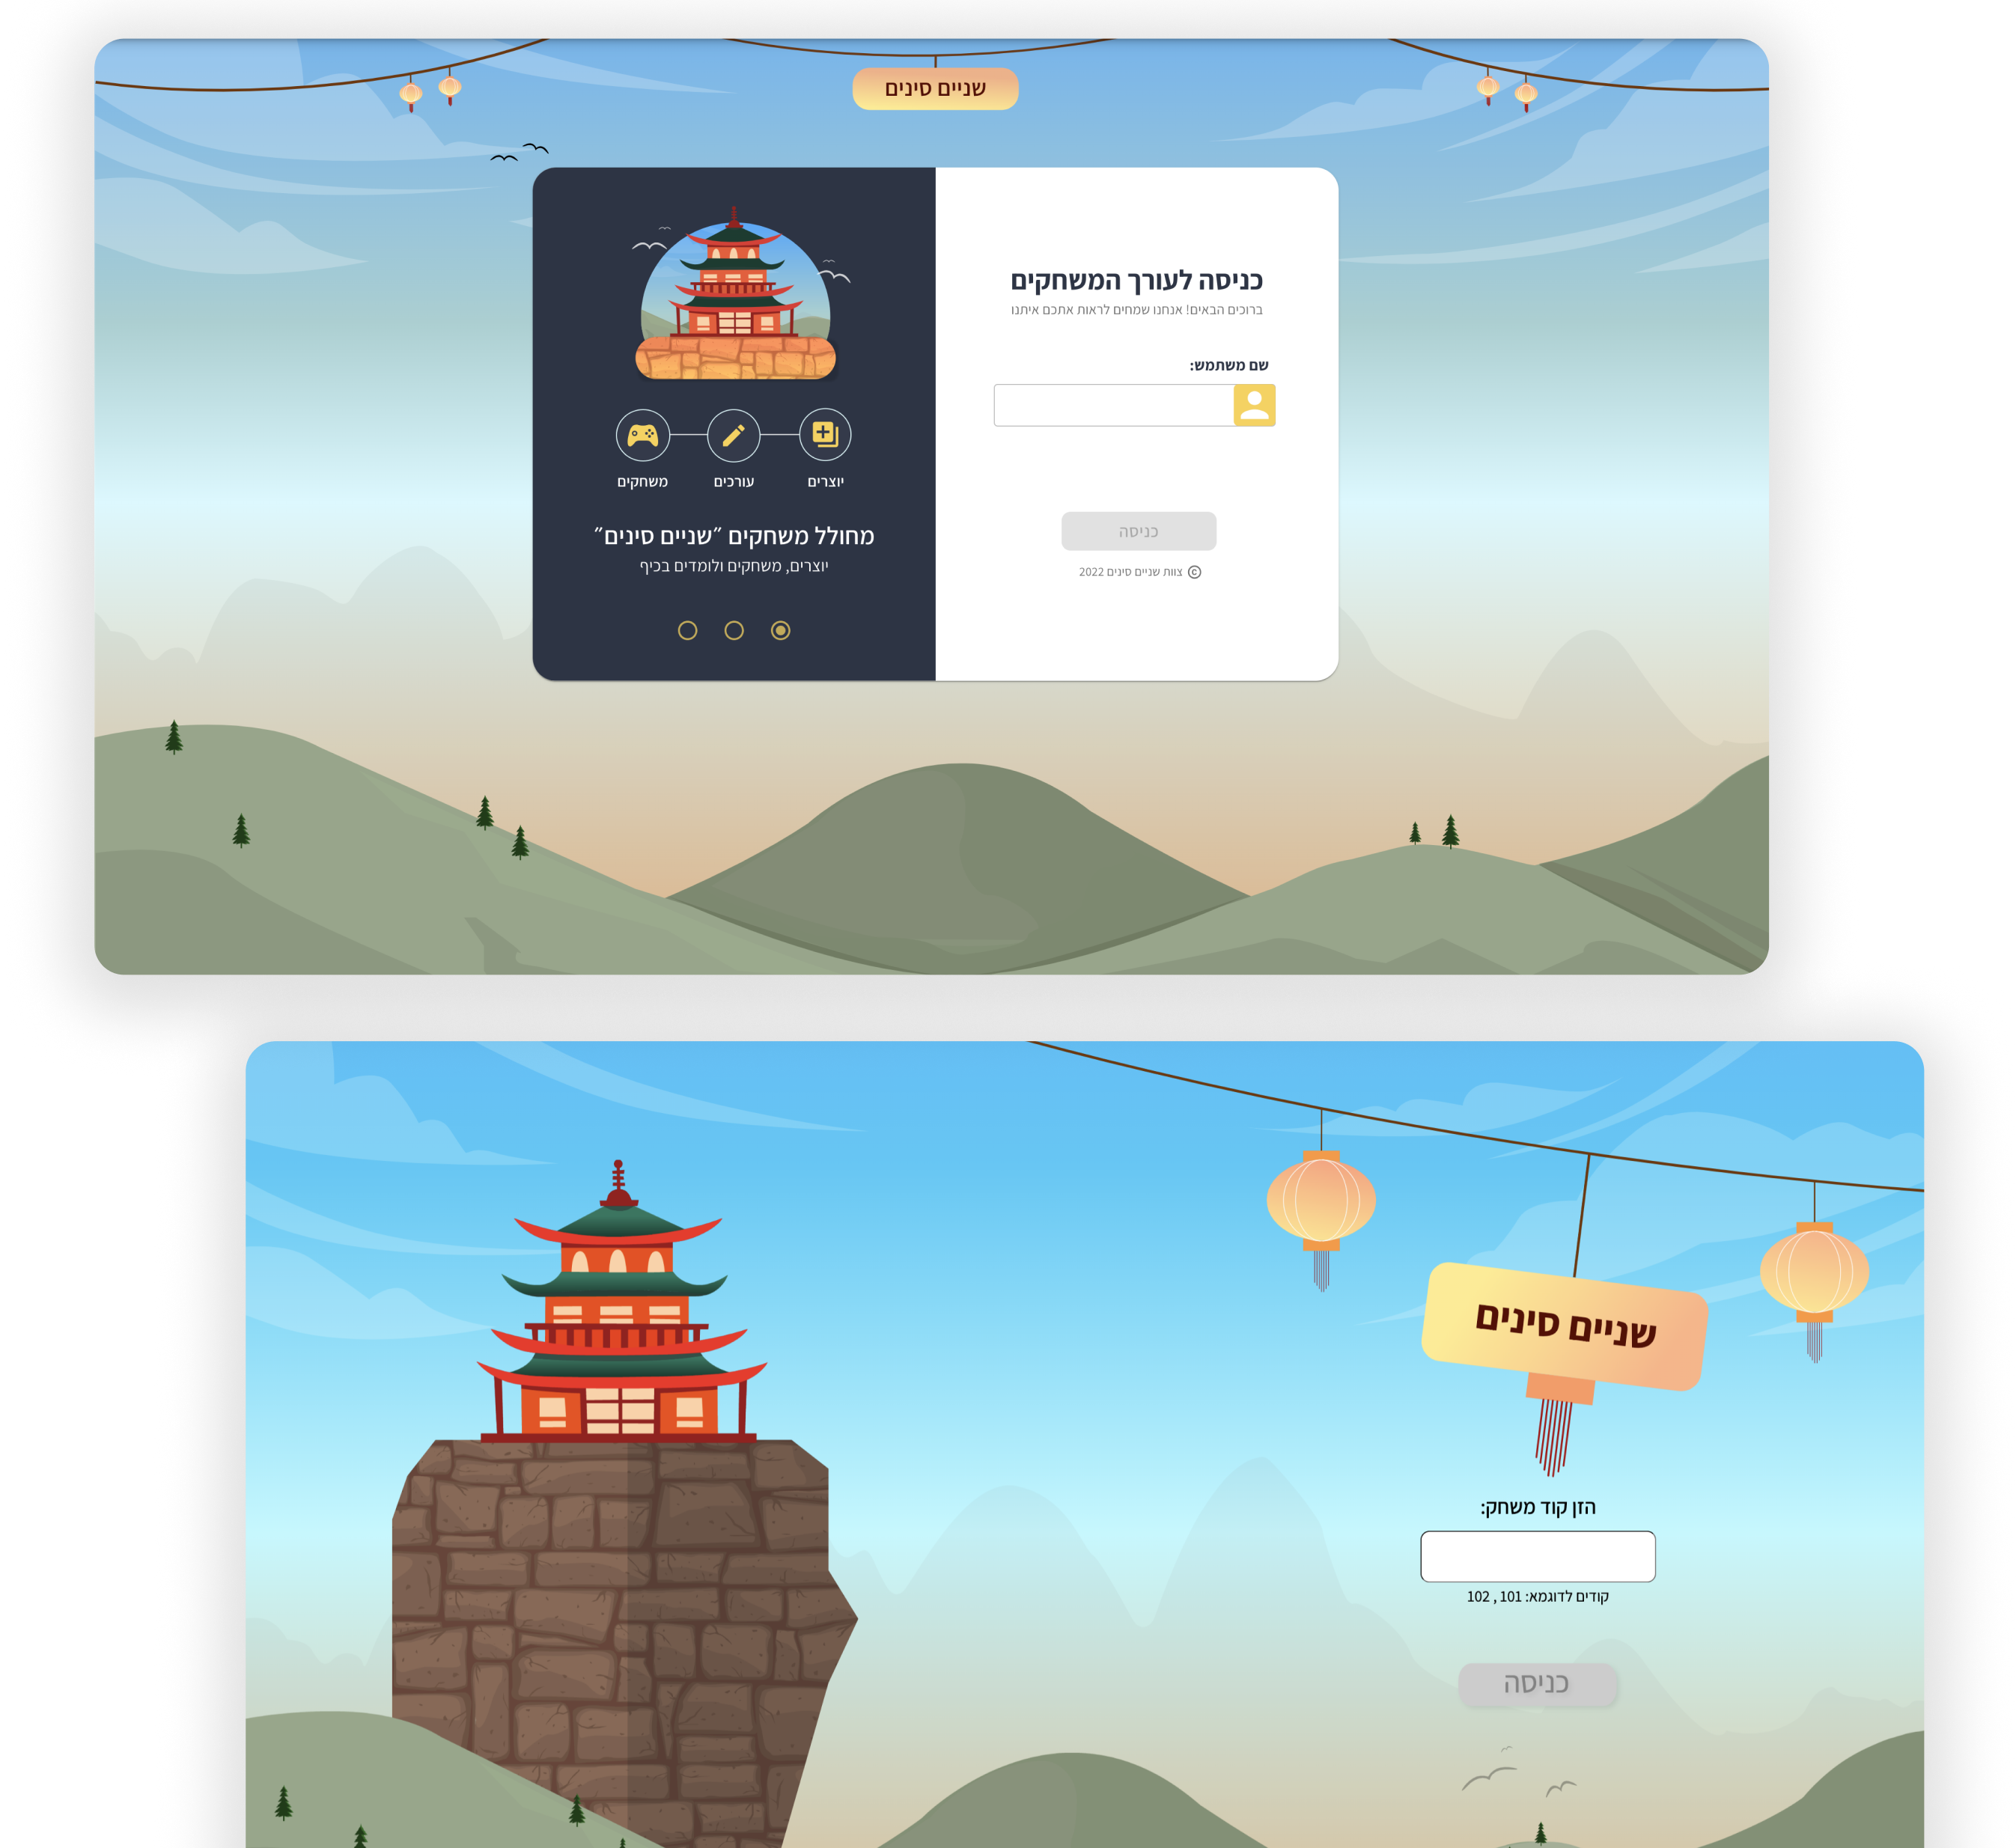 שניים סינים
כניסה לעורך המשחקים
ברוכים הבאים! אנחנו שמחים לראות אתכם איתנו
שם משתמש:
כניסה
© צוות שניים סינים 2022
יוצרים
עורכים
משחקים
מחולל משחקים ״שניים סינים״
יוצרים, משחקים ולומדים בכיף
שניים סינים
הזן קוד משחק:
קודים לדוגמא: 101 , 102
כניסה